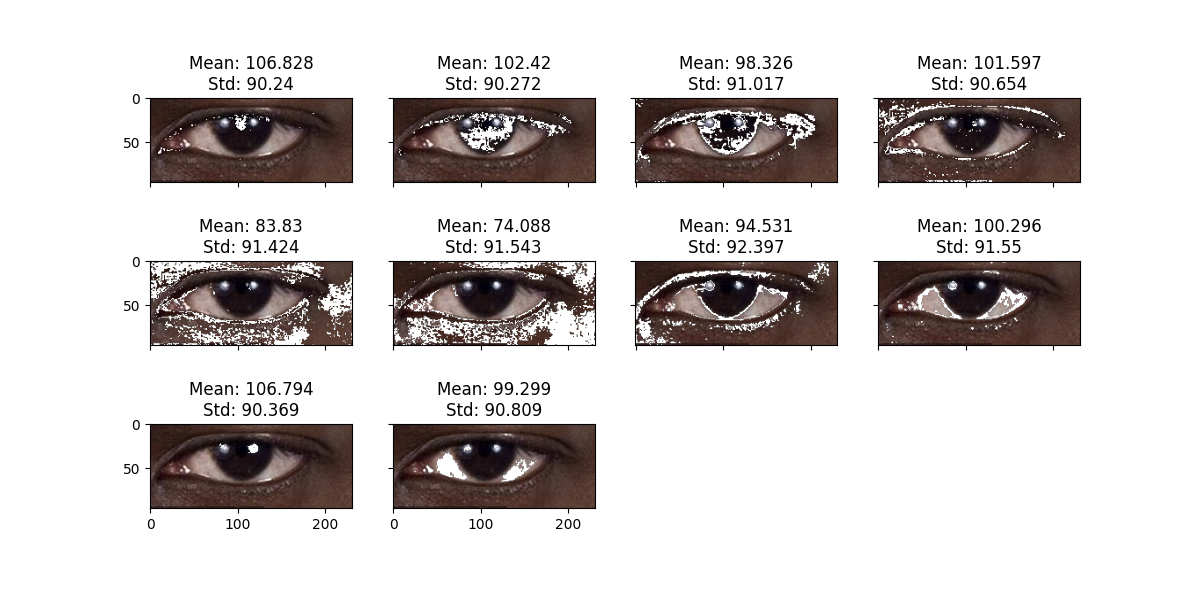 Mean: 106.828
Std: 90.24
Mean: 102.42
Std: 90.272
Mean: 98.326
Std: 91.017
Mean: 101.597
Std: 90.654
0
50
Mean: 83.83
Std: 91.424
Mean: 74.088
Std: 91.543
Mean: 94.531
Std: 92.397
Mean: 100.296
Std: 91.55
0
50
Mean: 106.794
Std: 90.369
Mean: 99.299
Std: 90.809
0
50
0 100 200
0 100 200